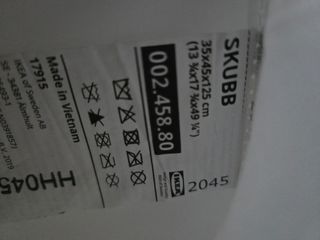 SKUBB
35x45x125 cm
(13 ¾x17 ¾x49 ¼")
002.458.80
IKEA
2045
Made in Vietnam
17915
IKEA of Sweden AB
SE - 343 81 Älmhult
HH045